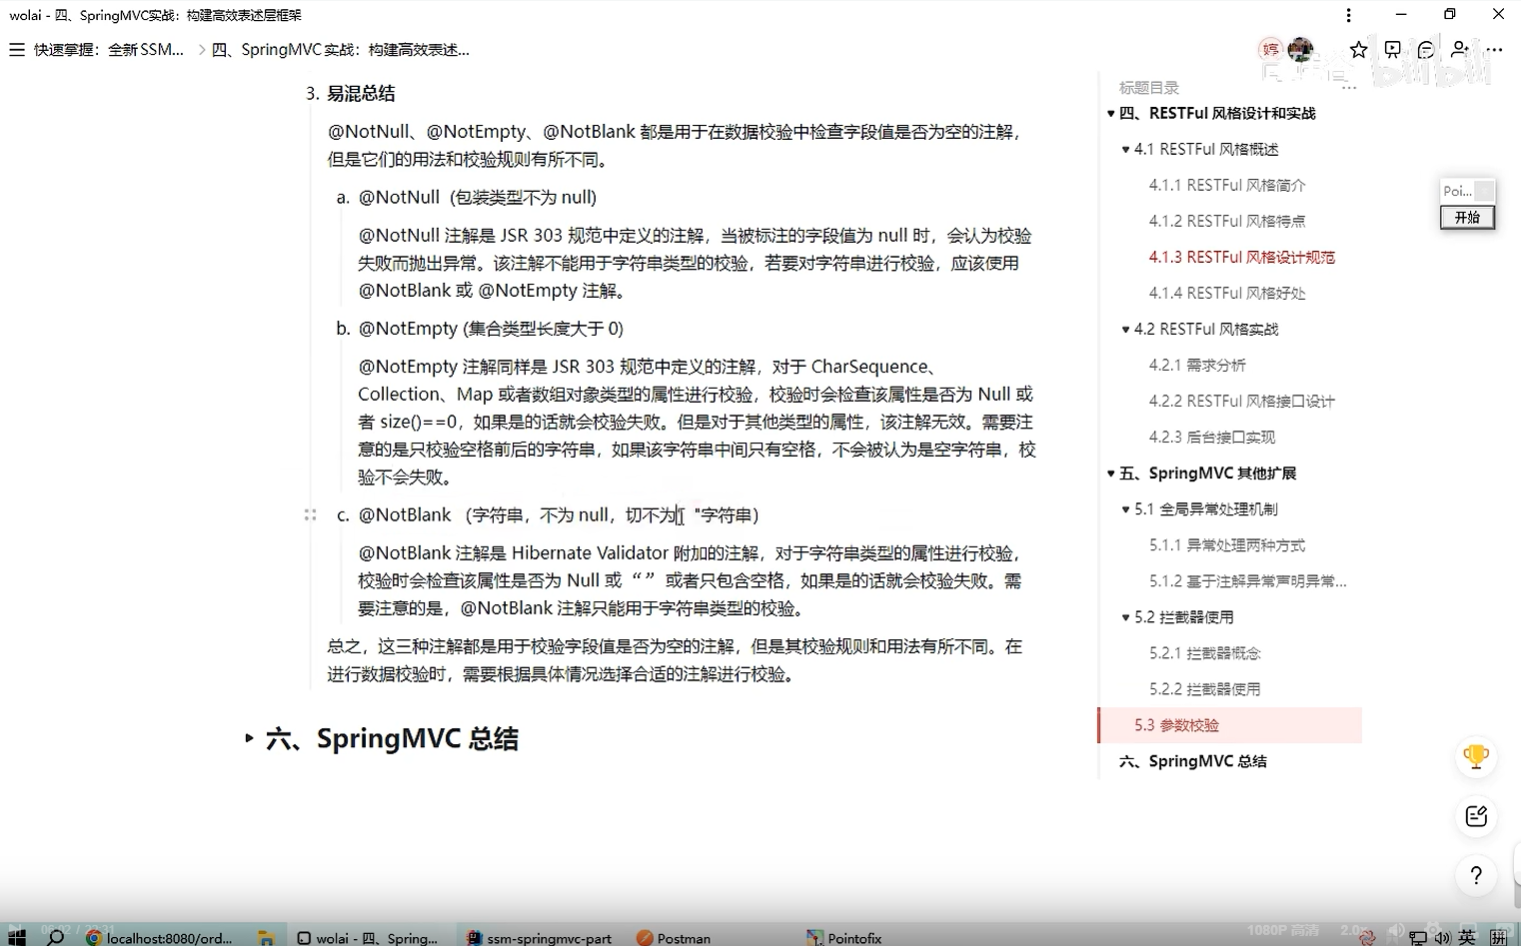 wolai - 四、SpringMVC实战：构建高效表述层框架
快速掌握：全新 SSM...
四、SpringMVC 实战：构建高效表述...
婷
3. 易混总结
@NotNull、@NotEmpty、@NotBlank 都是用于在数据校验中检查字段值是否为空的注解，
但是它们的用法和校验规则有所不同。
a. @NotNull (包装类型不为 null)
@NotNull 注解是 JSR 303 规范中定义的注解，当被标注的字段值为 null 时，会认为校验
失败而抛出异常。该注解不能用于字符串类型的校验，若要对字符串进行校验，应该使用
@NotBlank 或 @NotEmpty 注解。
b. @NotEmpty (集合类型长度大于 0)
@NotEmpty 注解同样是 JSR 303 规范中定义的注解，对于 CharSequence、
Collection、Map 或者数组对象类型的属性进行校验，校验时会检查该属性是否为 Null 或
者 size()==0，如果是的话就会校验失败。但是对于其他类型的属性，该注解无效。需要注
意的是只校验空格前后的字符串，如果该字符串中间只有空格，不会被认为是空字符串，校
验不会失败。
c. @NotBlank （字符串，不为 null，切不为" "字符串)
@NotBlank 注解是 Hibernate Validator 附加的注解，对于字符串类型的属性进行校验，
校验时会检查该属性是否为 Null 或 “” 或者只包含空格，如果是的话就会校验失败。需
要注意的是，@NotBlank 注解只能用于字符串类型的校验。
总之，这三种注解都是用于校验字段值是否为空的注解，但是其校验规则和用法有所不同。在
进行数据校验时，需要根据具体情况选择合适的注解进行校验。
六、SpringMVC 总结
标题目录
四、RESTFul 风格设计和实战
4.1 RESTFul 风格概述
4.1.1 RESTFul 风格简介
4.1.2 RESTFul 风格特点
4.1.3 RESTFul 风格设计规范
4.1.4 RESTFul 风格好处
4.2 RESTFul 风格实战
4.2.1 需求分析
4.2.2 RESTFul 风格接口设计
4.2.3 后台接口实现
五、SpringMVC 其他扩展
5.1 全局异常处理机制
5.1.1 异常处理两种方式
5.1.2 基于注解异常声明异常...
5.2 拦截器使用
5.2.1 拦截器概念
5.2.2 拦截器使用
5.3 参数校验
六、SpringMVC 总结
Poi...
开始
bilibili
06:02 / 22:31
1080P 高清
2.0x
localhost:8080/ord...
wolai - 四、Spring...
ssm-springmvc-part
Postman
Pointofix
英
拼